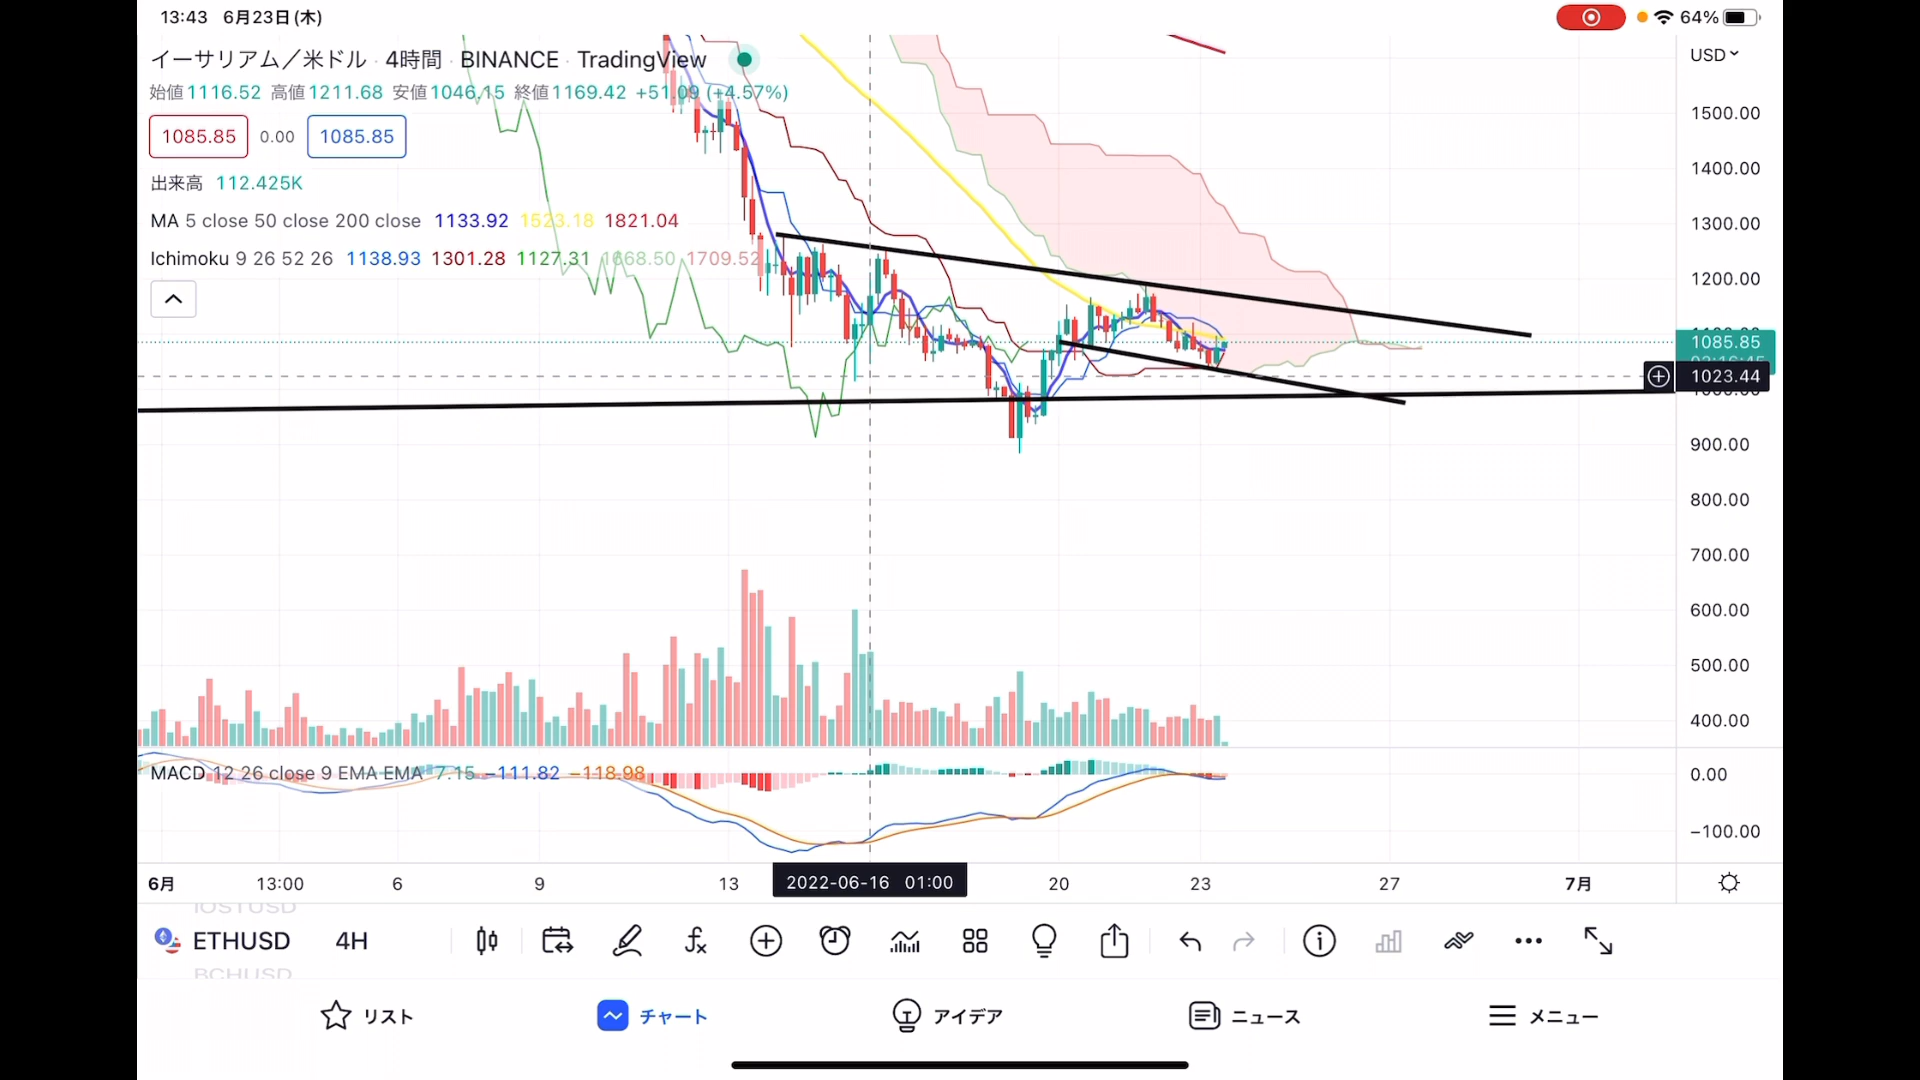 13:43 6月23日(木)
64%
イーサリアム／米ドル · 4時間 · BINANCE · TradingView
USD
始値1116.52 高値1211.68 安値1046.15 終値1169.42 +51.09 (+4.57%)
1085.85 0.00 1085.85
出来高 112.425K
MA 5 close 50 close 200 close 1133.92 1523.18 1821.04
Ichimoku 9 26 52 26 1138.93 1301.28 1127.31 1668.50 1709.52
1500.00
1400.00
1300.00
1200.00
1085.85
1023.44
900.00
800.00
700.00
600.00
500.00
400.00
MACD 12 26 close 9 EMA EMA 7.15 −111.82 −118.98
0.00
−100.00
6月 13:00 6 9 13 2022-06-16 01:00 20 23 27 7月
IOSTUSD
ETHUSD 4H
BCHUSD
リスト チャート アイデア ニュース メニュー